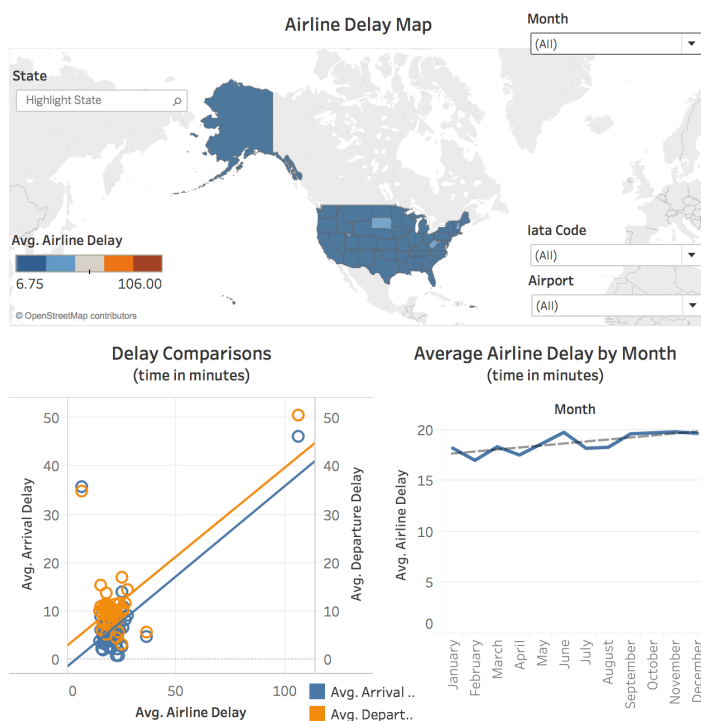 Airline Delay Map
Month
(All)
State
Highlight State
Avg. Airline Delay
6.75 106.00
© OpenStreetMap contributors
Iata Code
(All)
Airport
(All)
Delay Comparisons
(time in minutes)
50 50
40 40
30 30
20 20
10 10
0 0
Avg. Arrival Delay
Avg. Departure Delay
0 50 100
Avg. Airline Delay
Avg. Arrival ..
Avg. Depart..
Average Airline Delay by Month
(time in minutes)
Month
20
15
10
5
0
Avg. Airline Delay
January
February
March
April
May
June
July
August
September
October
November
December